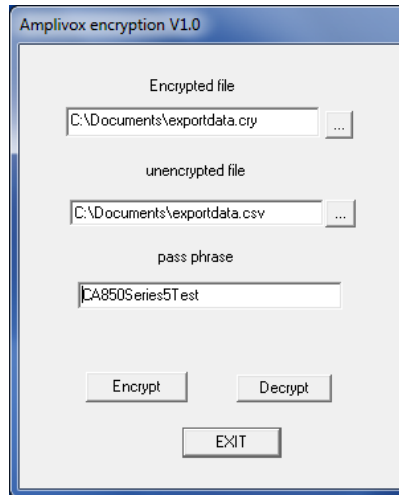 Amplivox encryption V1.0
Encrypted file
C:\Documents\exportdata.cry
...
unencrypted file
C:\Documents\exportdata.csv
...
pass phrase
CA850Series5Test
Encrypt
Decrypt
EXIT